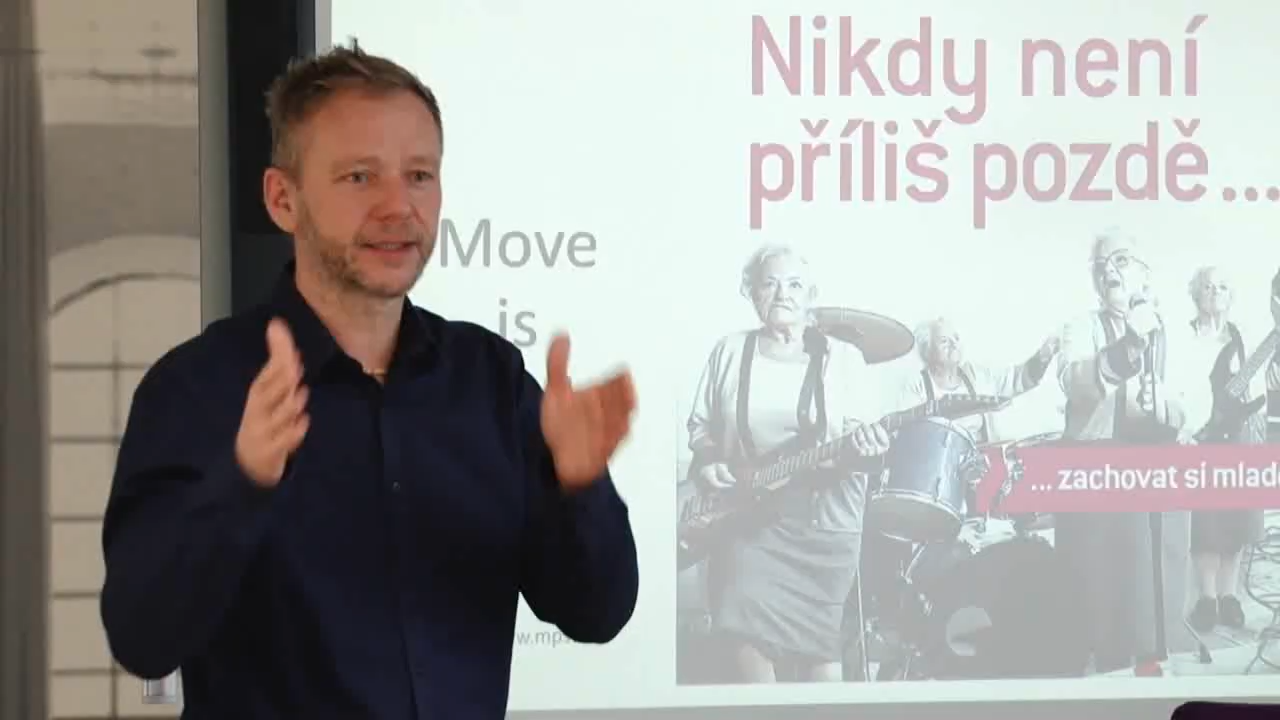 Nikdy není
příliš pozdě...
Move
is
... zachovat si mlad